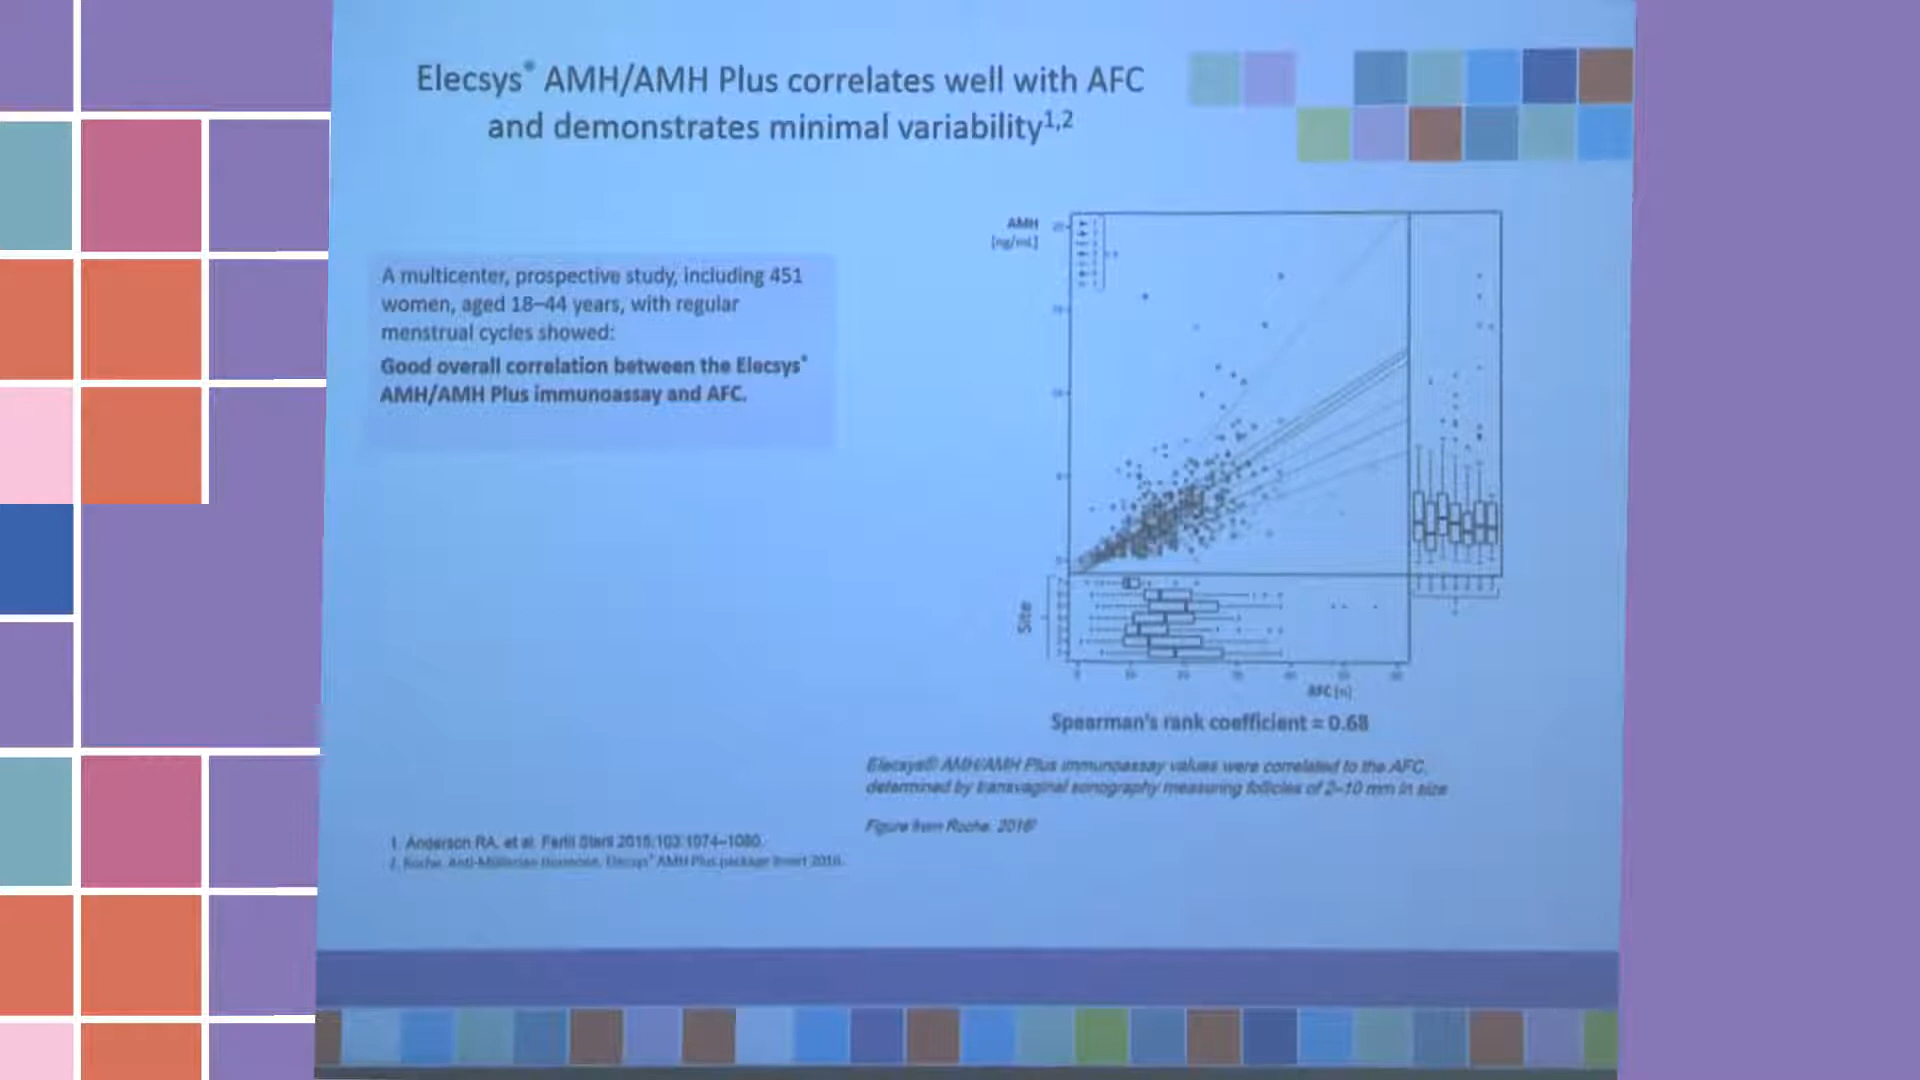 Elecsys® AMH/AMH Plus correlates well with AFC
and demonstrates minimal variability1,2
A multicenter, prospective study, including 451
women, aged 18–44 years, with regular
menstrual cycles showed:
Good overall correlation between the Elecsys®
AMH/AMH Plus immunoassay and AFC.
AMH
[ng/mL]
Site
AFC [n]
Spearman's rank coefficient = 0.68
Elecsys® AMH/AMH Plus immunoassay values were correlated to the AFC,
determined by transvaginal sonography measuring follicles of 2–10 mm in size
Figure from Roche, 2016²
1. Anderson RA, et al. Fertil Steril 2015;103:1074–1080.
2. Roche. Anti-Müllerian Hormone. Elecsys® AMH Plus package insert 2016.